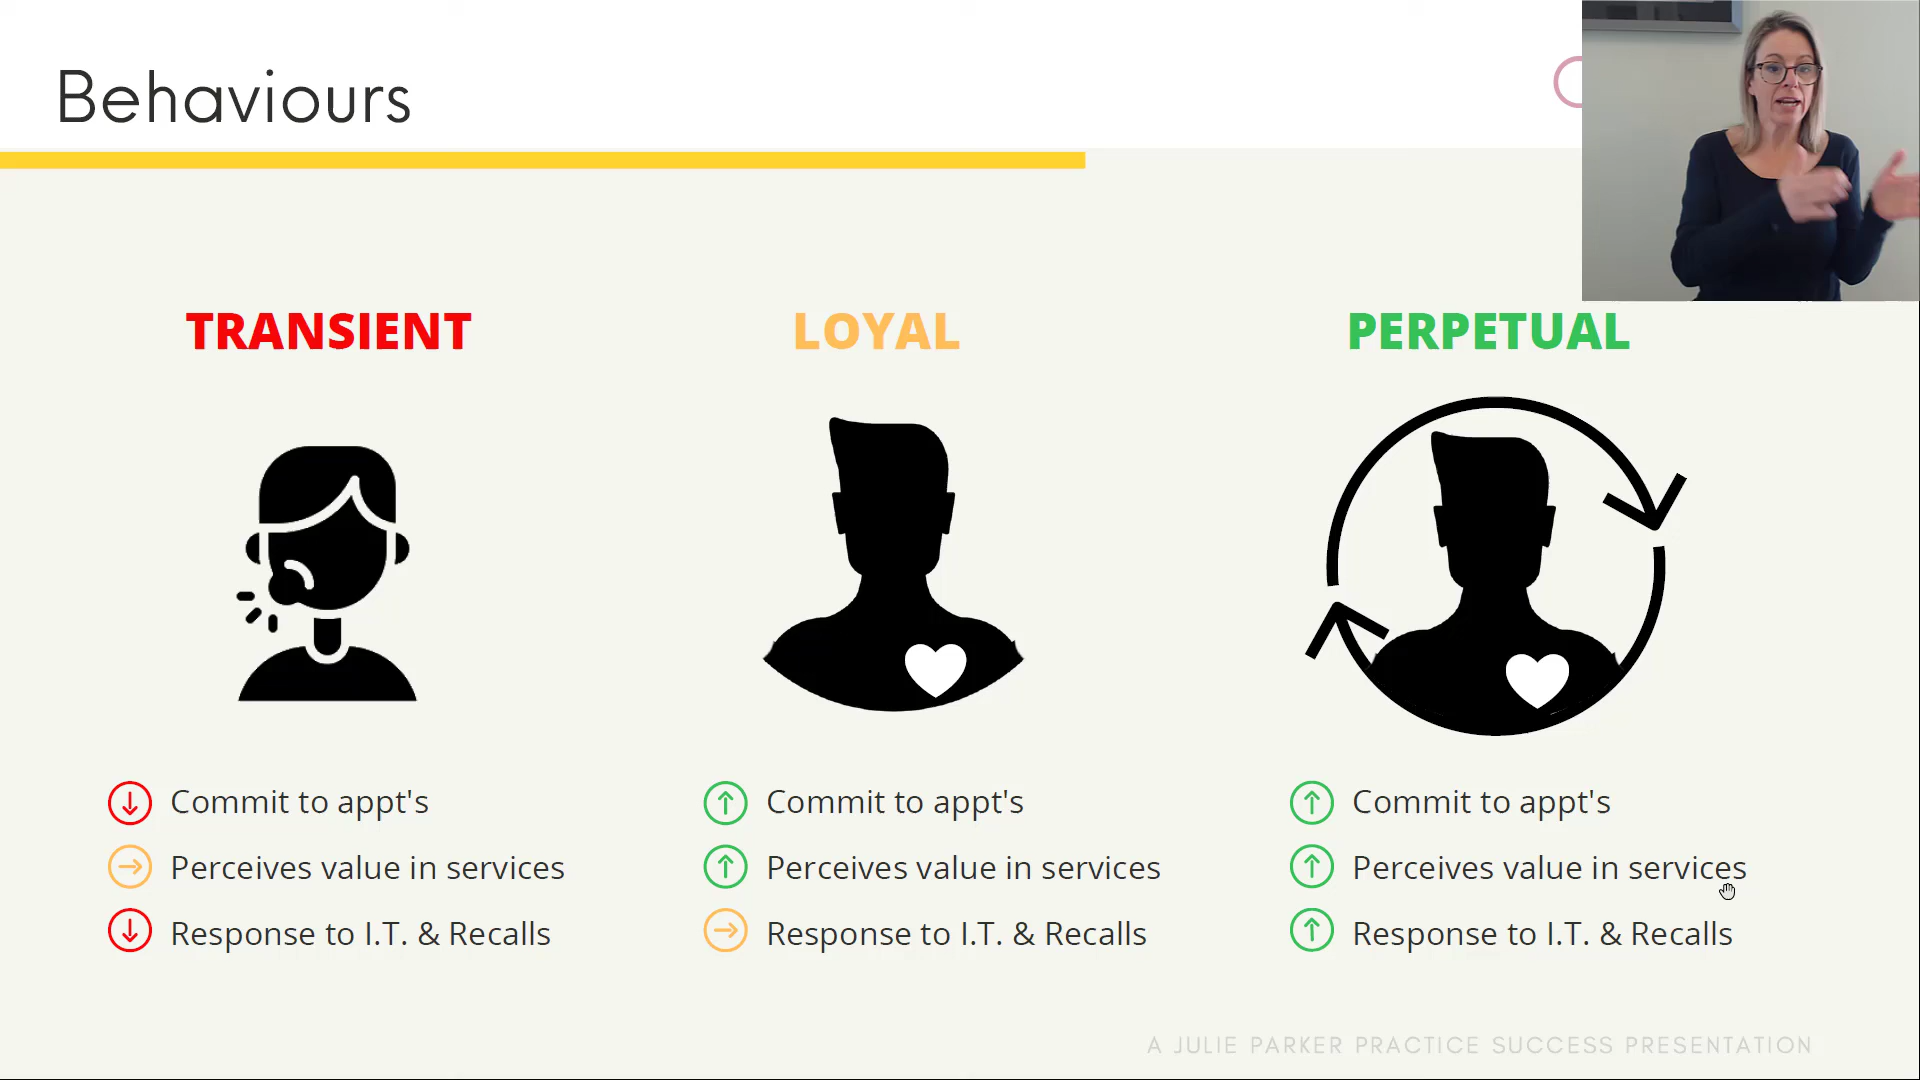 Behaviours
TRANSIENT
Commit to appt's
Perceives value in services
Response to I.T. & Recalls
LOYAL
Commit to appt's
Perceives value in services
Response to I.T. & Recalls
PERPETUAL
Commit to appt's
Perceives value in services
Response to I.T. & Recalls
A JULIE PARKER PRACTICE SUCCESS PRESENTATION